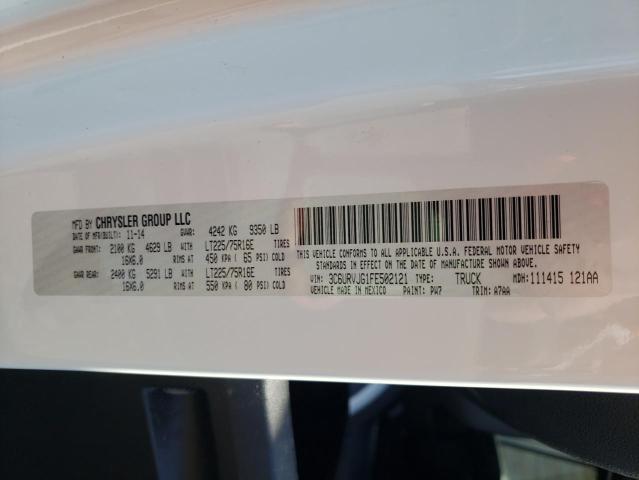 MFD BY CHRYSLER GROUP LLC
DATE OF MFR(BUILT): 11-14 GVWR: 4242 KG 9350 LB
GAWR FRONT: 2100 KG 4629 LB WITH LT225/75R16E TIRES
16X6.0 RIMS AT 450 KPA ( 65 PSI) COLD
GAWR REAR: 2400 KG 5291 LB WITH LT225/75R16E TIRES
16X6.0 RIMS AT 550 KPA ( 80 PSI) COLD
THIS VEHICLE CONFORMS TO ALL APPLICABLE U.S.A. FEDERAL MOTOR VEHICLE SAFETY
STANDARDS IN EFFECT ON THE DATE OF MANUFACTURE SHOWN ABOVE.
VIN: 3C6URVJG1FE502121 TYPE: TRUCK MDH: 111415 121AA
VEHICLE MADE IN MEXICO PAINT: PW7 TRIM: A7AA